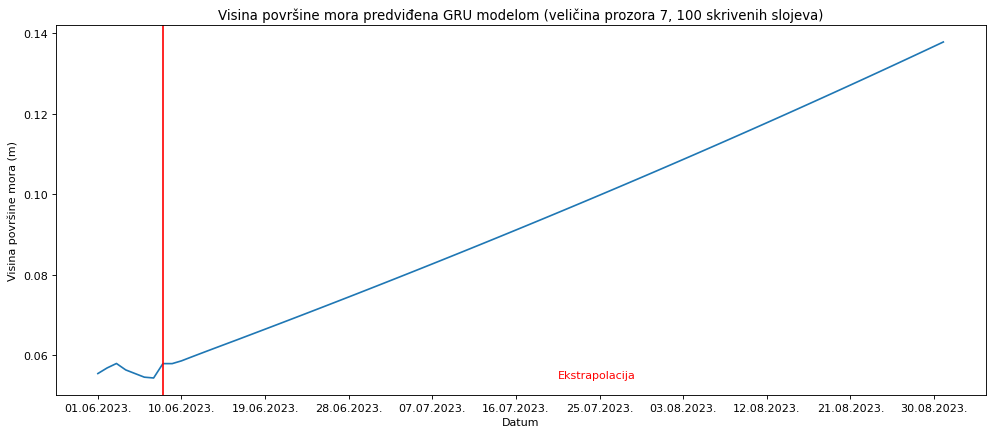 Visina površine mora predviđena GRU modelom (veličina prozora 7, 100 skrivenih slojeva)
Visina površine mora (m)
0.14
0.12
0.10
0.08
0.06
Ekstrapolacija
01.06.2023. 10.06.2023. 19.06.2023. 28.06.2023. 07.07.2023. 16.07.2023. 25.07.2023. 03.08.2023. 12.08.2023. 21.08.2023. 30.08.2023.
Datum